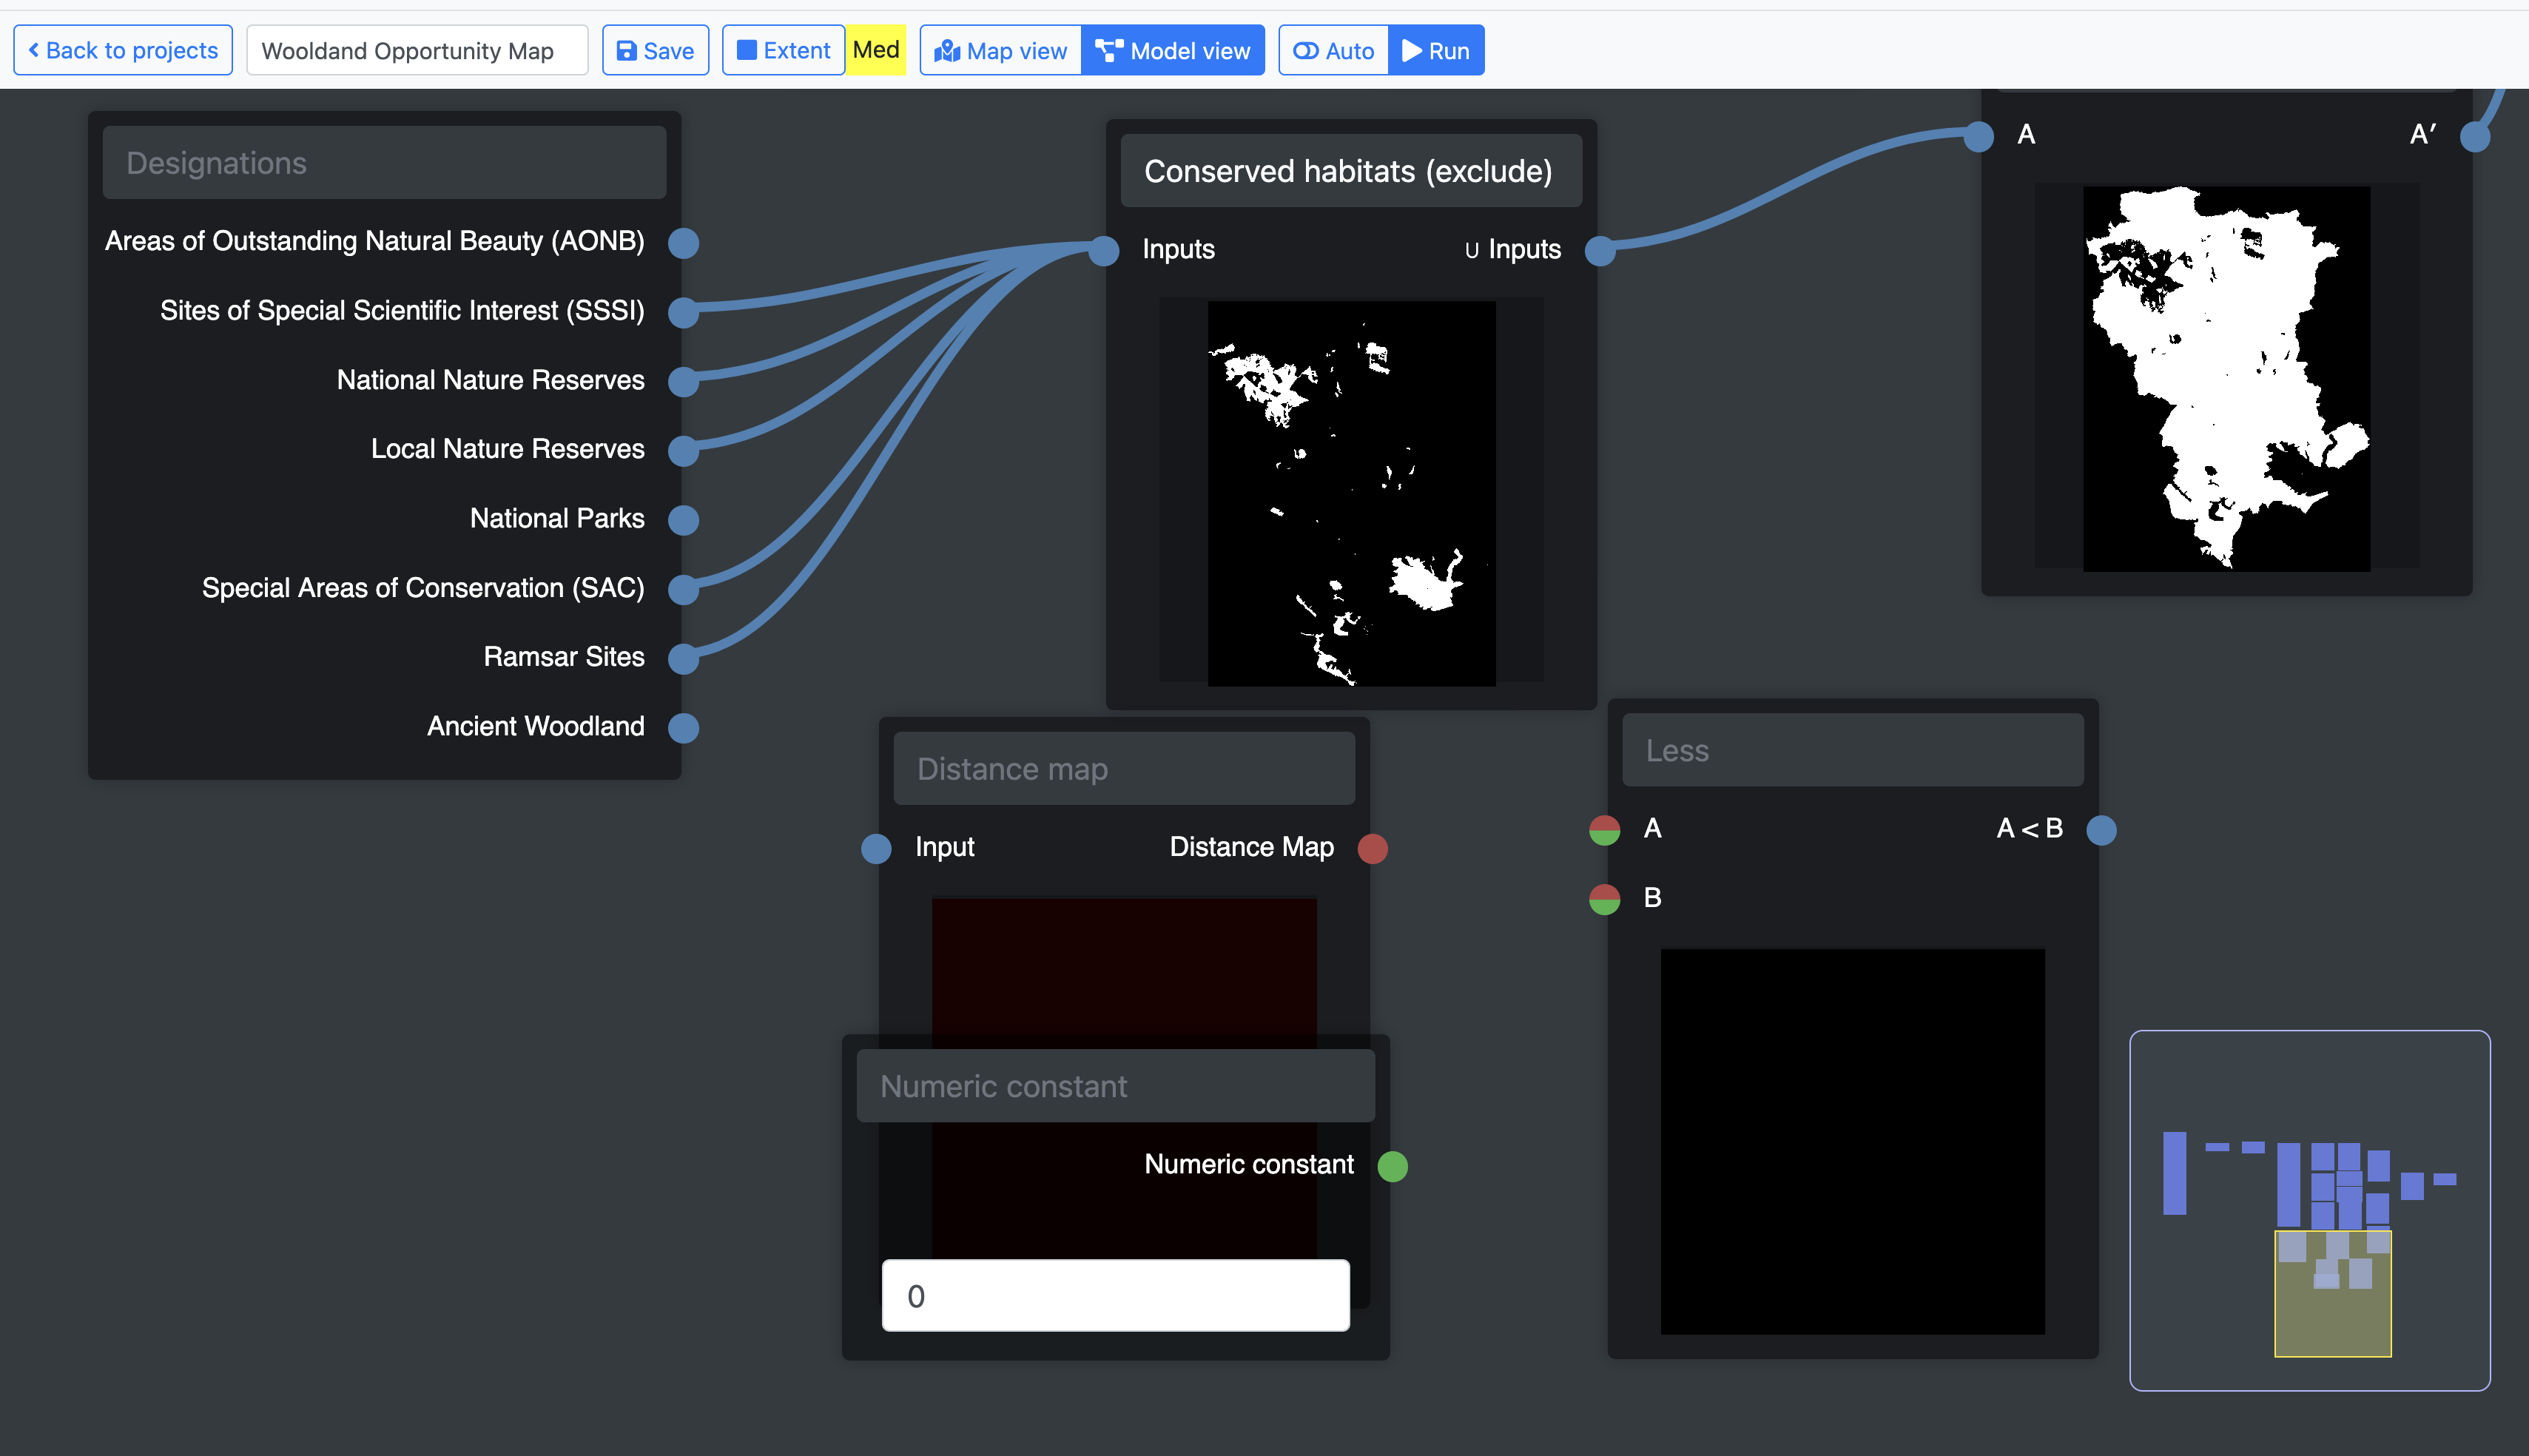 Back to projects
Wooldand Opportunity Map
Save
Extent
Med
Map view
Model view
Auto
Run
Designations
Areas of Outstanding Natural Beauty (AONB)
Sites of Special Scientific Interest (SSSI)
National Nature Reserves
Local Nature Reserves
National Parks
Special Areas of Conservation (SAC)
Ramsar Sites
Ancient Woodland
Conserved habitats (exclude)
Inputs
∪ Inputs
A
A′
Distance map
Input
Distance Map
Numeric constant
Numeric constant
0
Less
A
A < B
B